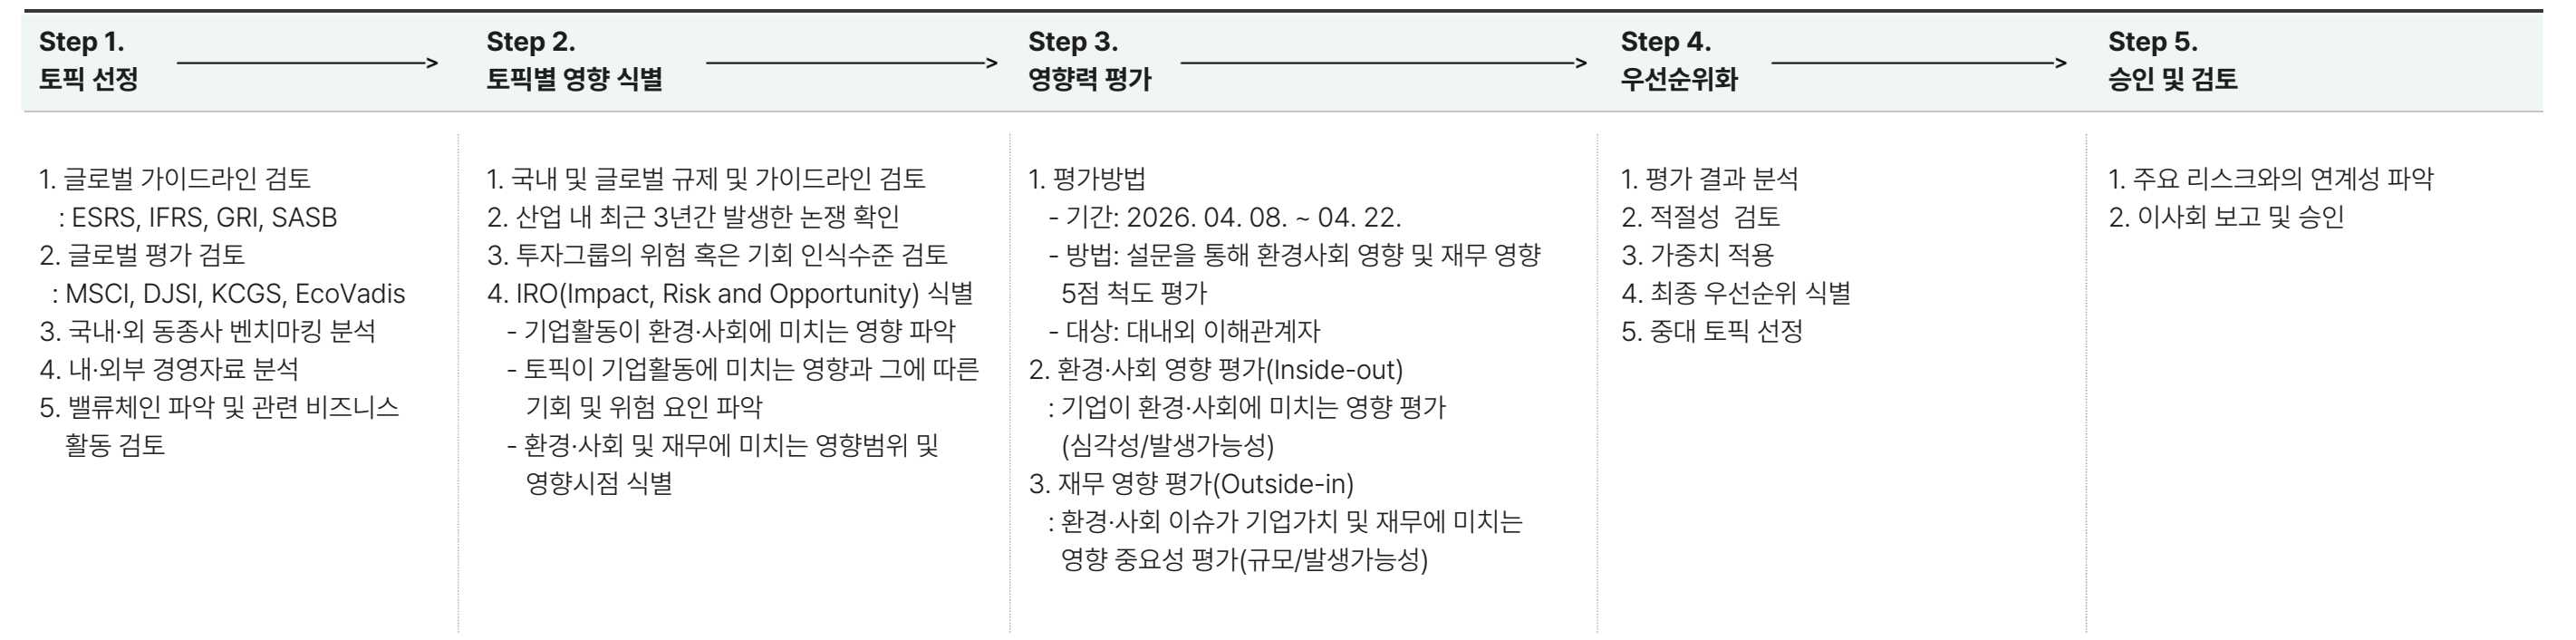 Step 1.
토픽 선정
Step 2.
토픽별 영향 식별
Step 3.
영향력 평가
Step 4.
우선순위화
Step 5.
승인 및 검토
1. 글로벌 가이드라인 검토
: ESRS, IFRS, GRI, SASB
2. 글로벌 평가 검토
: MSCI, DJSI, KCGS, EcoVadis
3. 국내·외 동종사 벤치마킹 분석
4. 내·외부 경영자료 분석
5. 밸류체인 파악 및 관련 비즈니스
활동 검토
1. 국내 및 글로벌 규제 및 가이드라인 검토
2. 산업 내 최근 3년간 발생한 논쟁 확인
3. 투자그룹의 위험 혹은 기회 인식수준 검토
4. IRO(Impact, Risk and Opportunity) 식별
- 기업활동이 환경·사회에 미치는 영향 파악
- 토픽이 기업활동에 미치는 영향과 그에 따른
기회 및 위험 요인 파악
- 환경·사회 및 재무에 미치는 영향범위 및
영향시점 식별
1. 평가방법
- 기간: 2026. 04. 08. ~ 04. 22.
- 방법: 설문을 통해 환경사회 영향 및 재무 영향
5점 척도 평가
- 대상: 대내외 이해관계자
2. 환경·사회 영향 평가(Inside-out)
: 기업이 환경·사회에 미치는 영향 평가
(심각성/발생가능성)
3. 재무 영향 평가(Outside-in)
: 환경·사회 이슈가 기업가치 및 재무에 미치는
영향 중요성 평가(규모/발생가능성)
1. 평가 결과 분석
2. 적절성 검토
3. 가중치 적용
4. 최종 우선순위 식별
5. 중대 토픽 선정
1. 주요 리스크와의 연계성 파악
2. 이사회 보고 및 승인